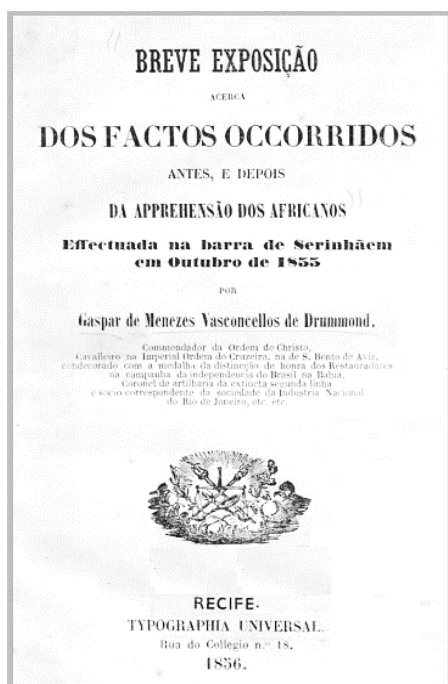 BREVE EXPOSIÇÃO
ACERCA
DOS FACTOS OCCORRIDOS
ANTES, E DEPOIS
DA APPREHENSÃO DOS AFRICANOS
Effectuada na barra de Serinhãem
em Outubro de 1855
POR
Gaspar de Menezes Vasconcellos de Drummond.
Commendador da Ordem de Christo,
Cavalleiro na Imperial Ordem do Cruzeiro, na de S. Bento de Aviz,
condecorado com a medalha da distincção de honra dos Restauradores
na campanha da independencia do Brasil na Bahia,
Coronel de artilharia da extincta segunda linha
e socio correspondente da sociedade da Industria Nacional
do Rio de Janeiro, etc. etc.
RECIFE.
TYPOGRAPHIA UNIVERSAL.
Rua do Collegio n.º 18.
1856.